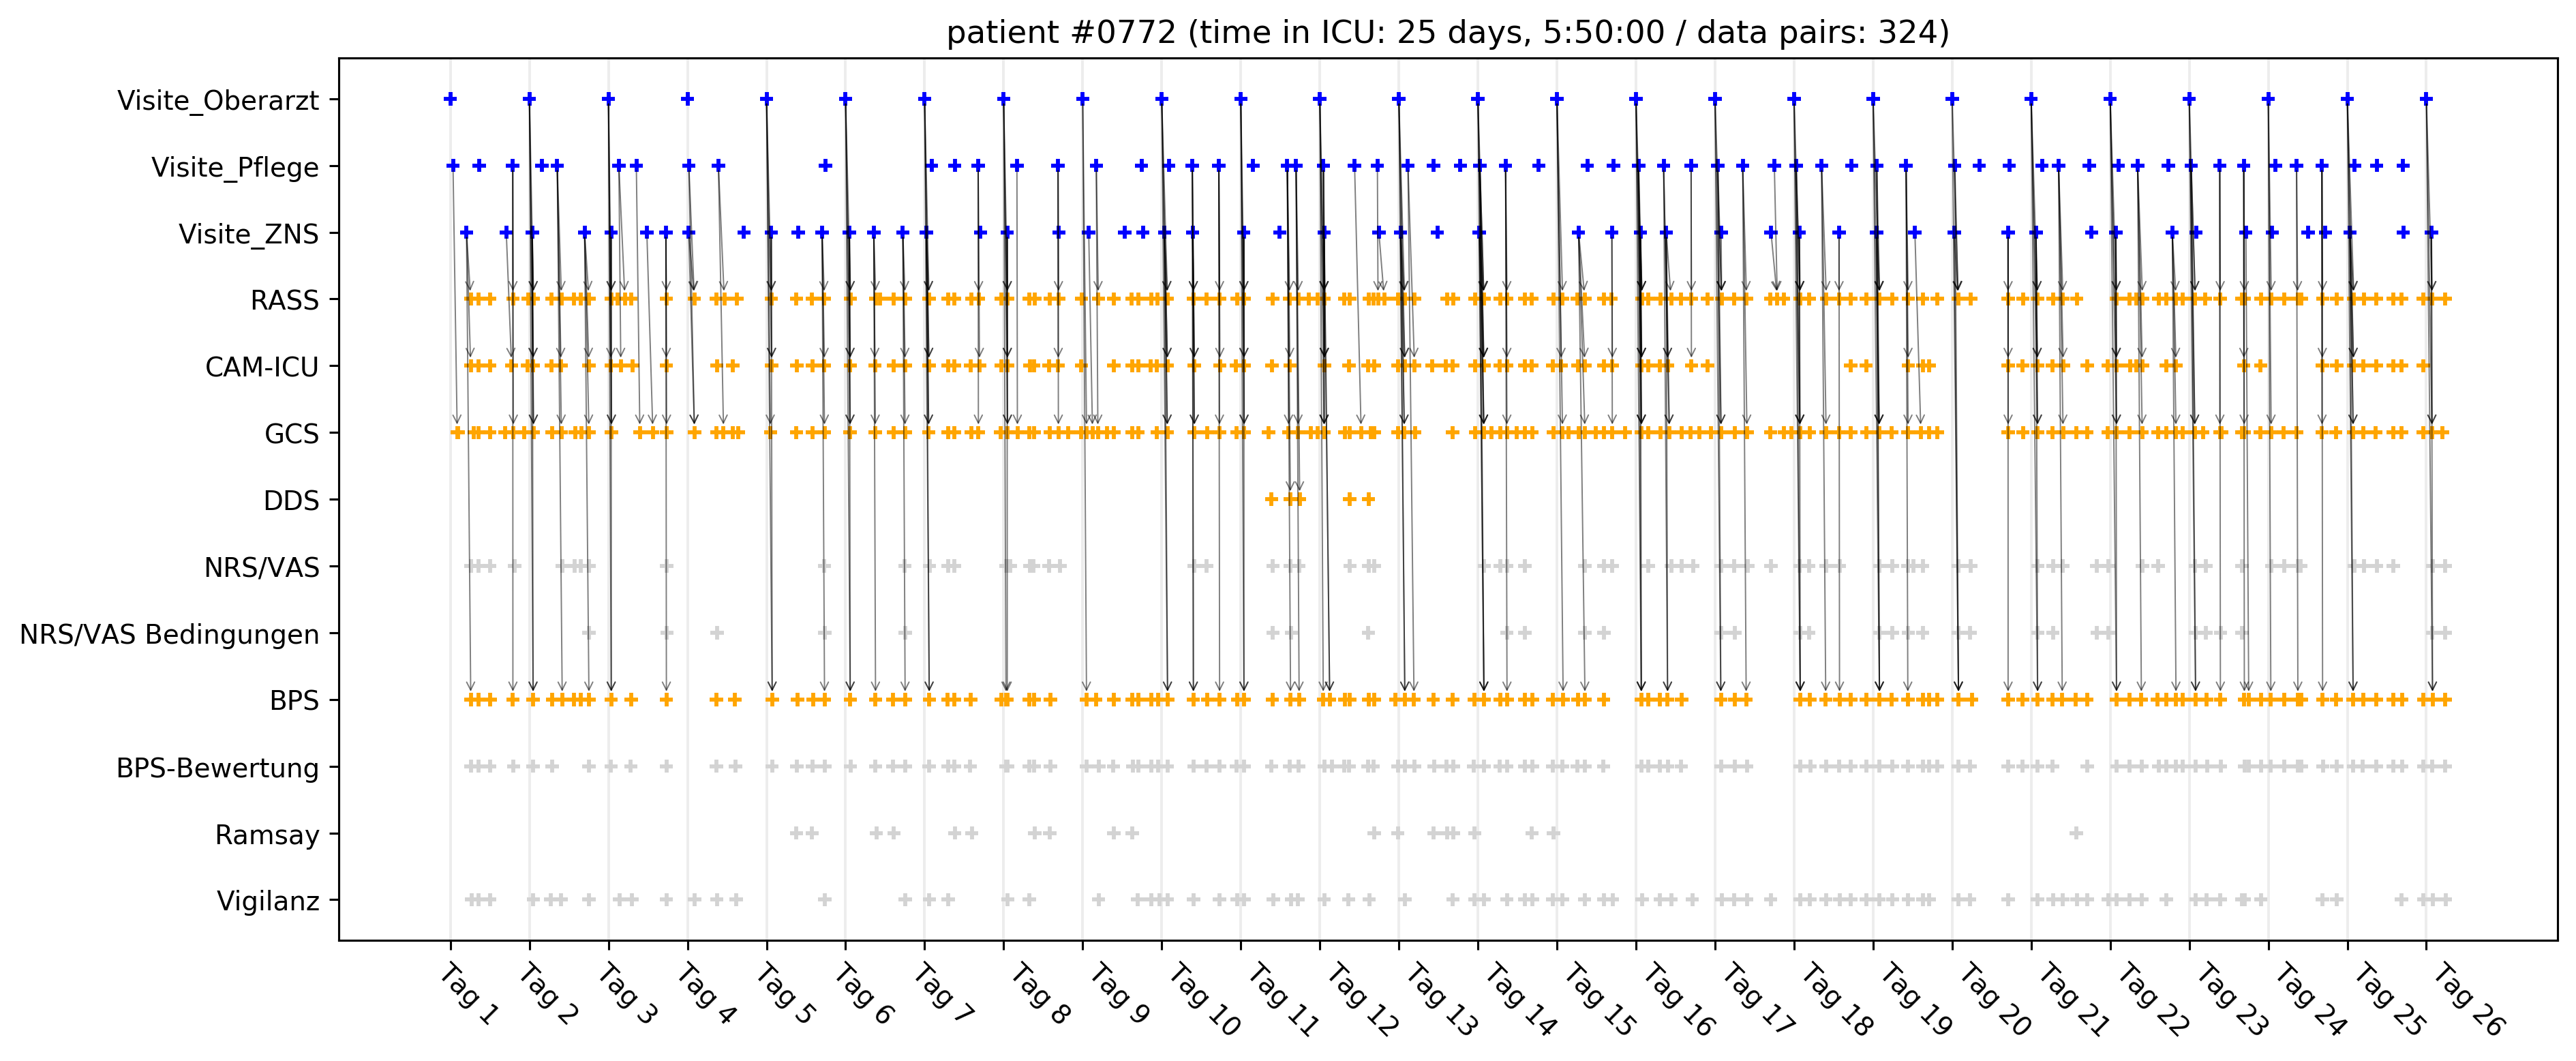 patient #0772 (time in ICU: 25 days, 5:50:00 / data pairs: 324)
Visite_Oberarzt
Visite_Pflege
Visite_ZNS
RASS
CAM-ICU
GCS
DDS
NRS/VAS
NRS/VAS Bedingungen
BPS
BPS-Bewertung
Ramsay
Vigilanz
Tag 1
Tag 2
Tag 3
Tag 4
Tag 5
Tag 6
Tag 7
Tag 8
Tag 9
Tag 10
Tag 11
Tag 12
Tag 13
Tag 14
Tag 15
Tag 16
Tag 17
Tag 18
Tag 19
Tag 20
Tag 21
Tag 22
Tag 23
Tag 24
Tag 25
Tag 26